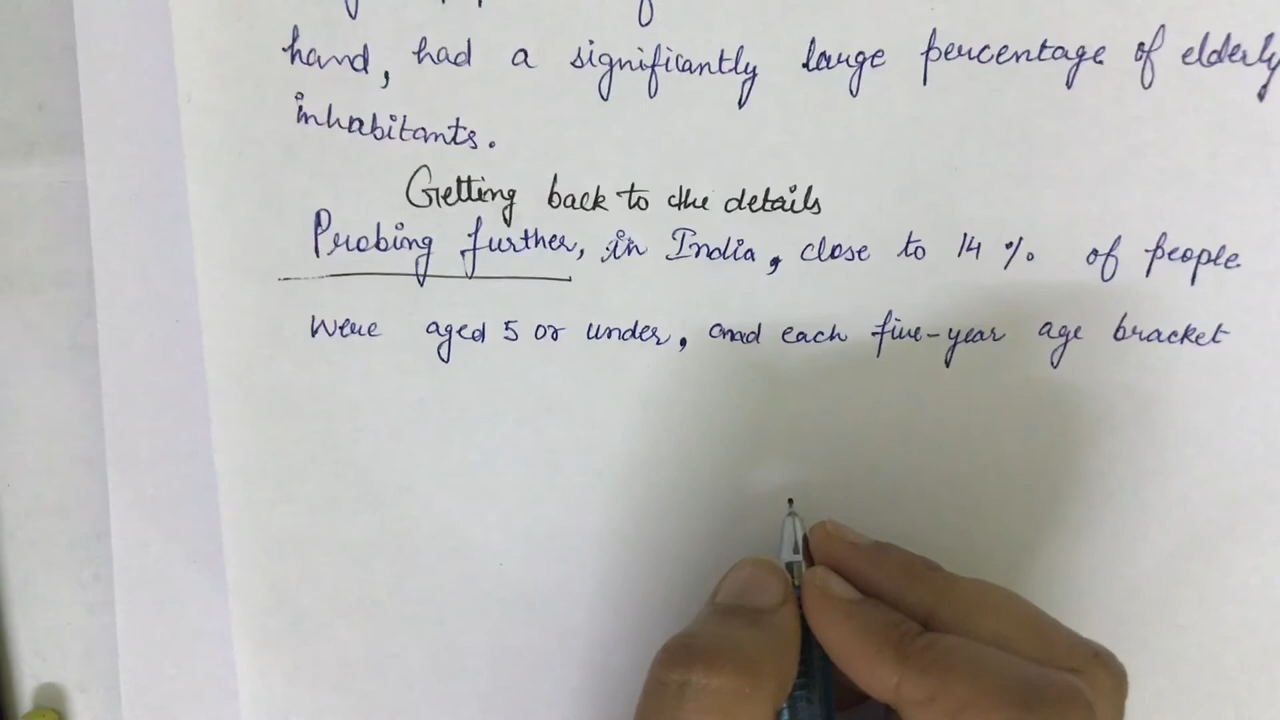 hand, had a significantly large percentage of elderly
inhabitants.
Getting back to the details
Probing further, in India, close to 14 % of people
were aged 5 or under, and each five-year age bracket